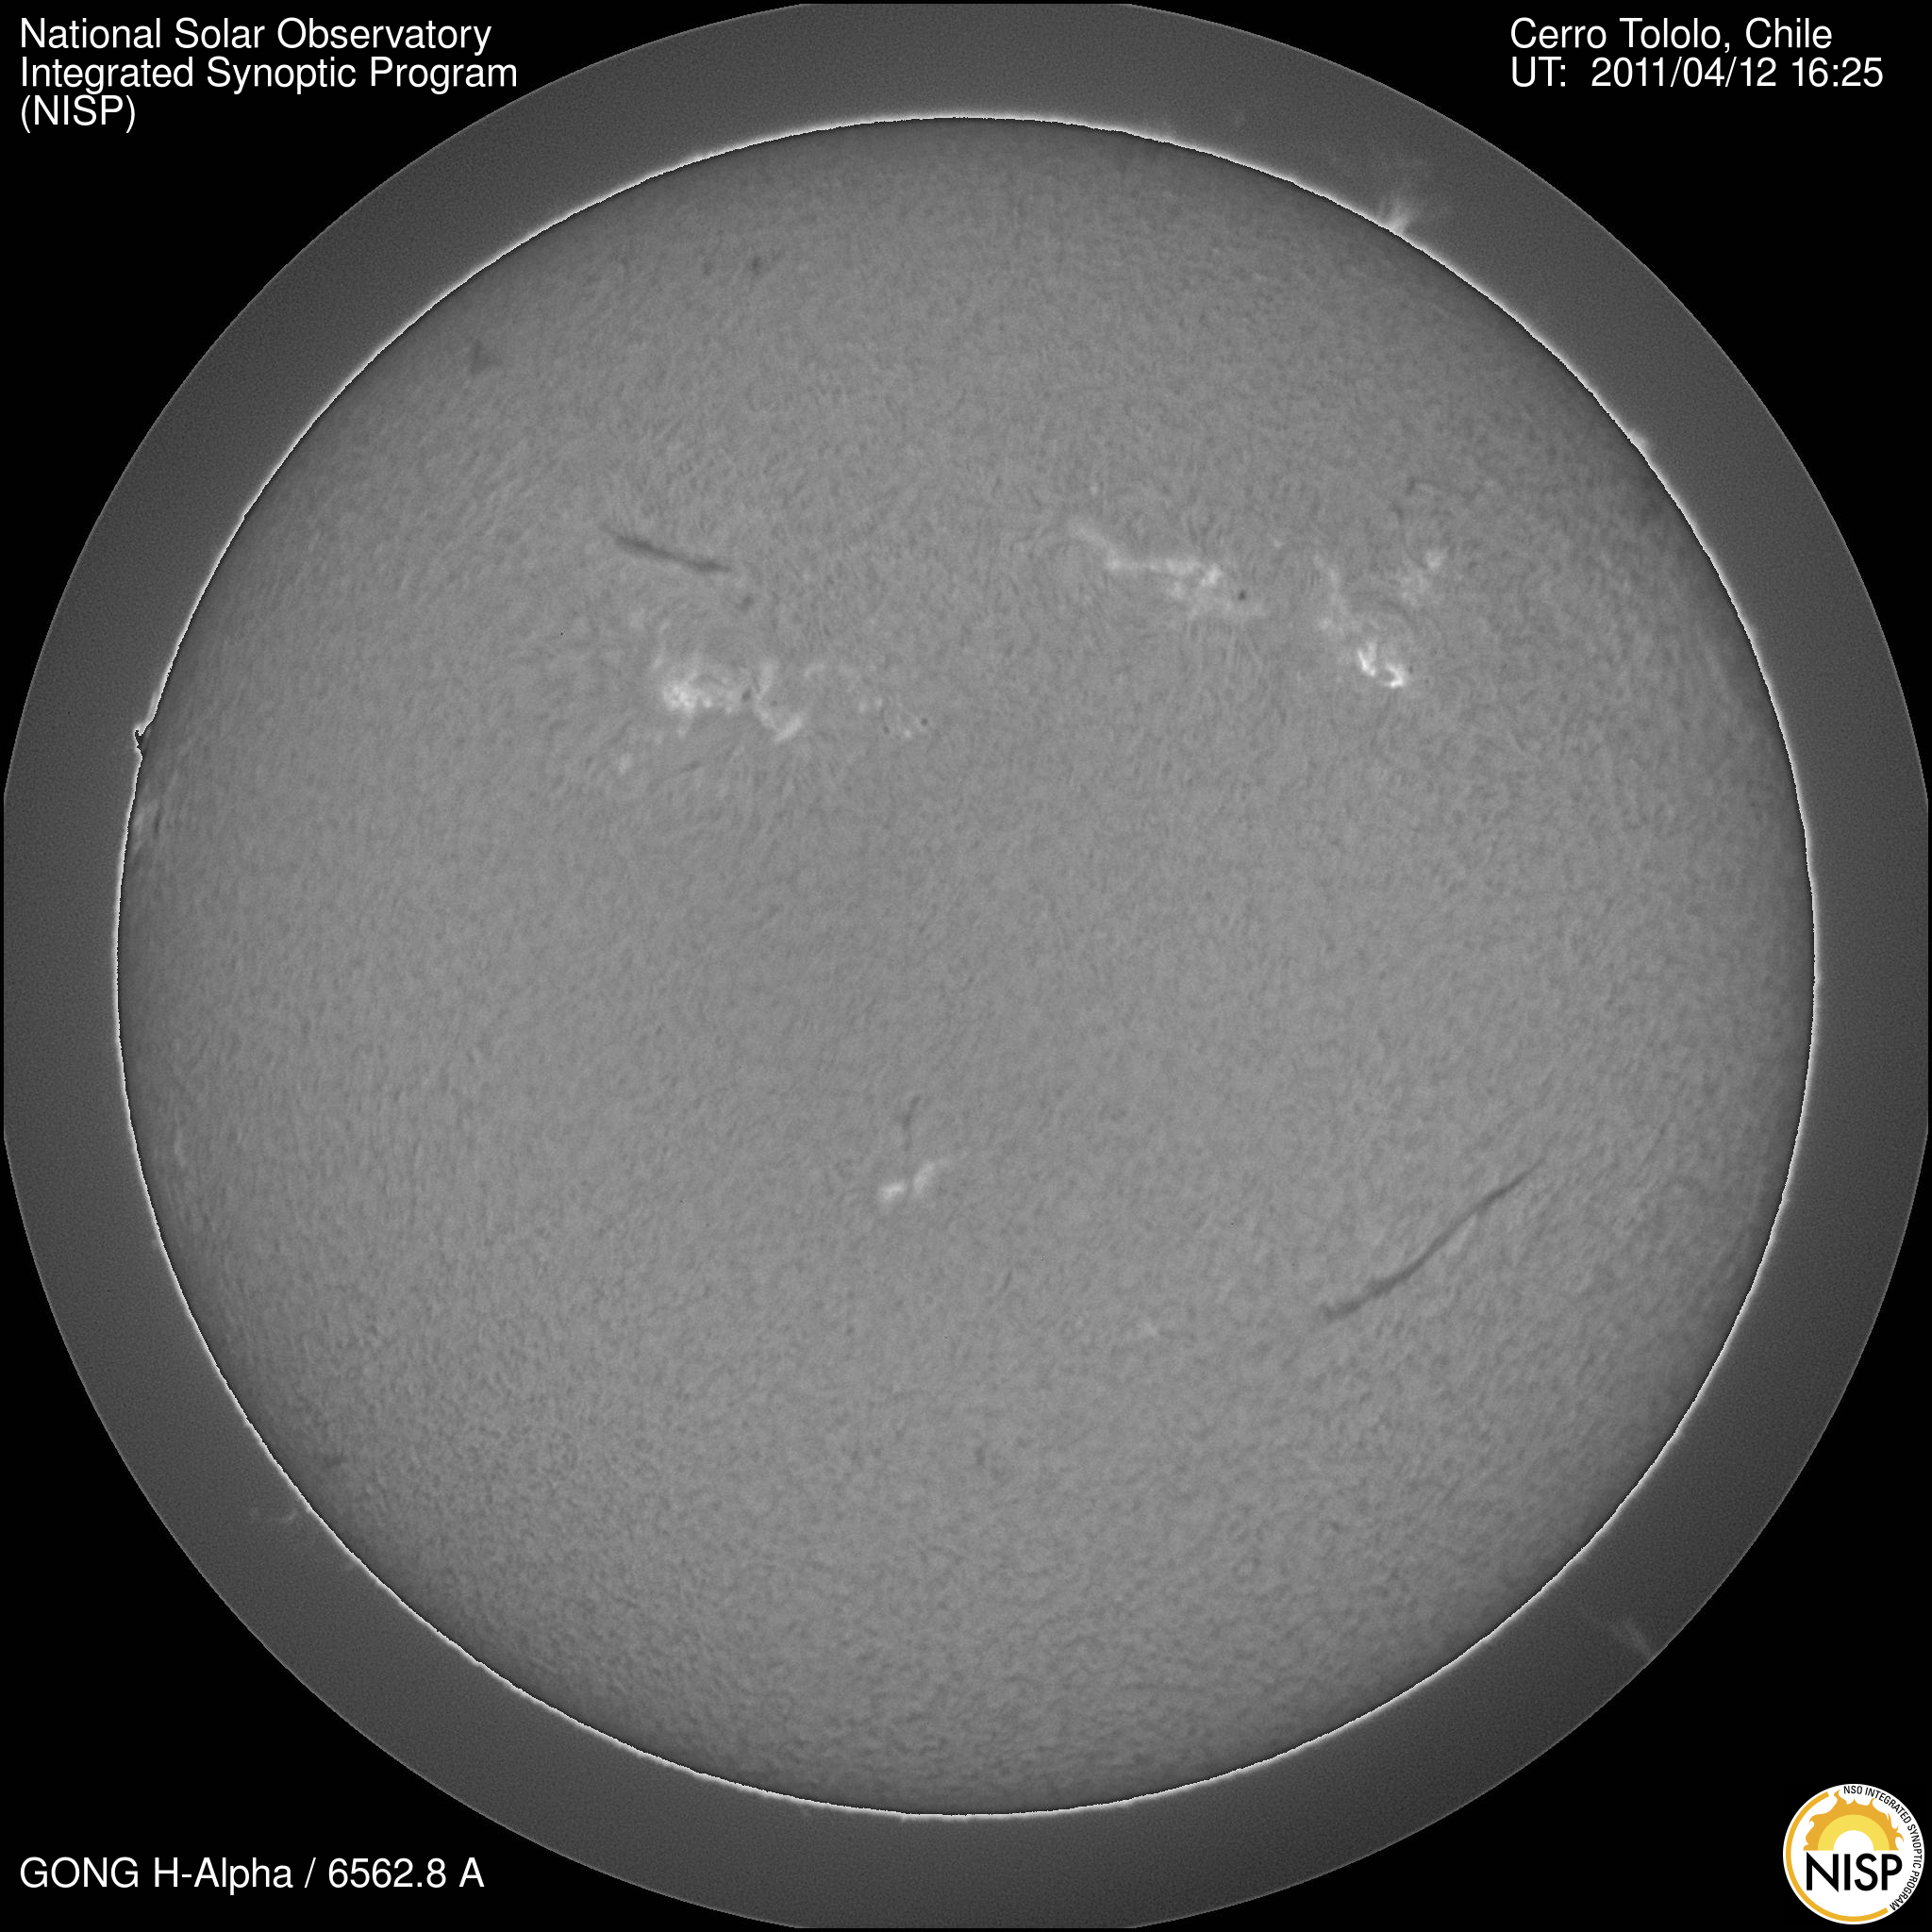 National Solar Observatory
Integrated Synoptic Program
(NISP)
Cerro Tololo, Chile
UT:  2011/04/12 16:25
GONG H-Alpha / 6562.8 A
NSO INTEGRATED SYNOPTIC PROGRAM
NISP